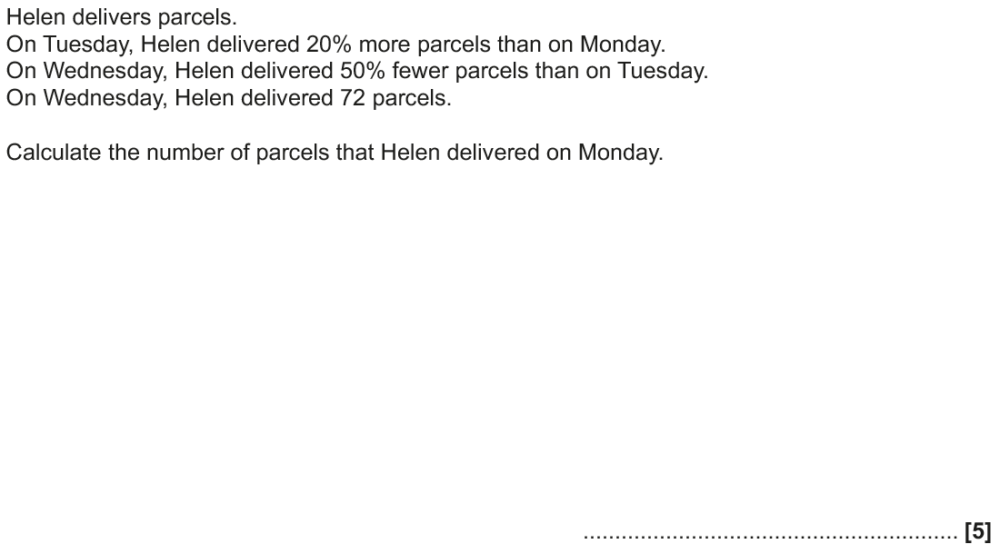 Helen delivers parcels.
On Tuesday, Helen delivered 20% more parcels than on Monday.
On Wednesday, Helen delivered 50% fewer parcels than on Tuesday.
On Wednesday, Helen delivered 72 parcels.
Calculate the number of parcels that Helen delivered on Monday.
........................................................... [5]